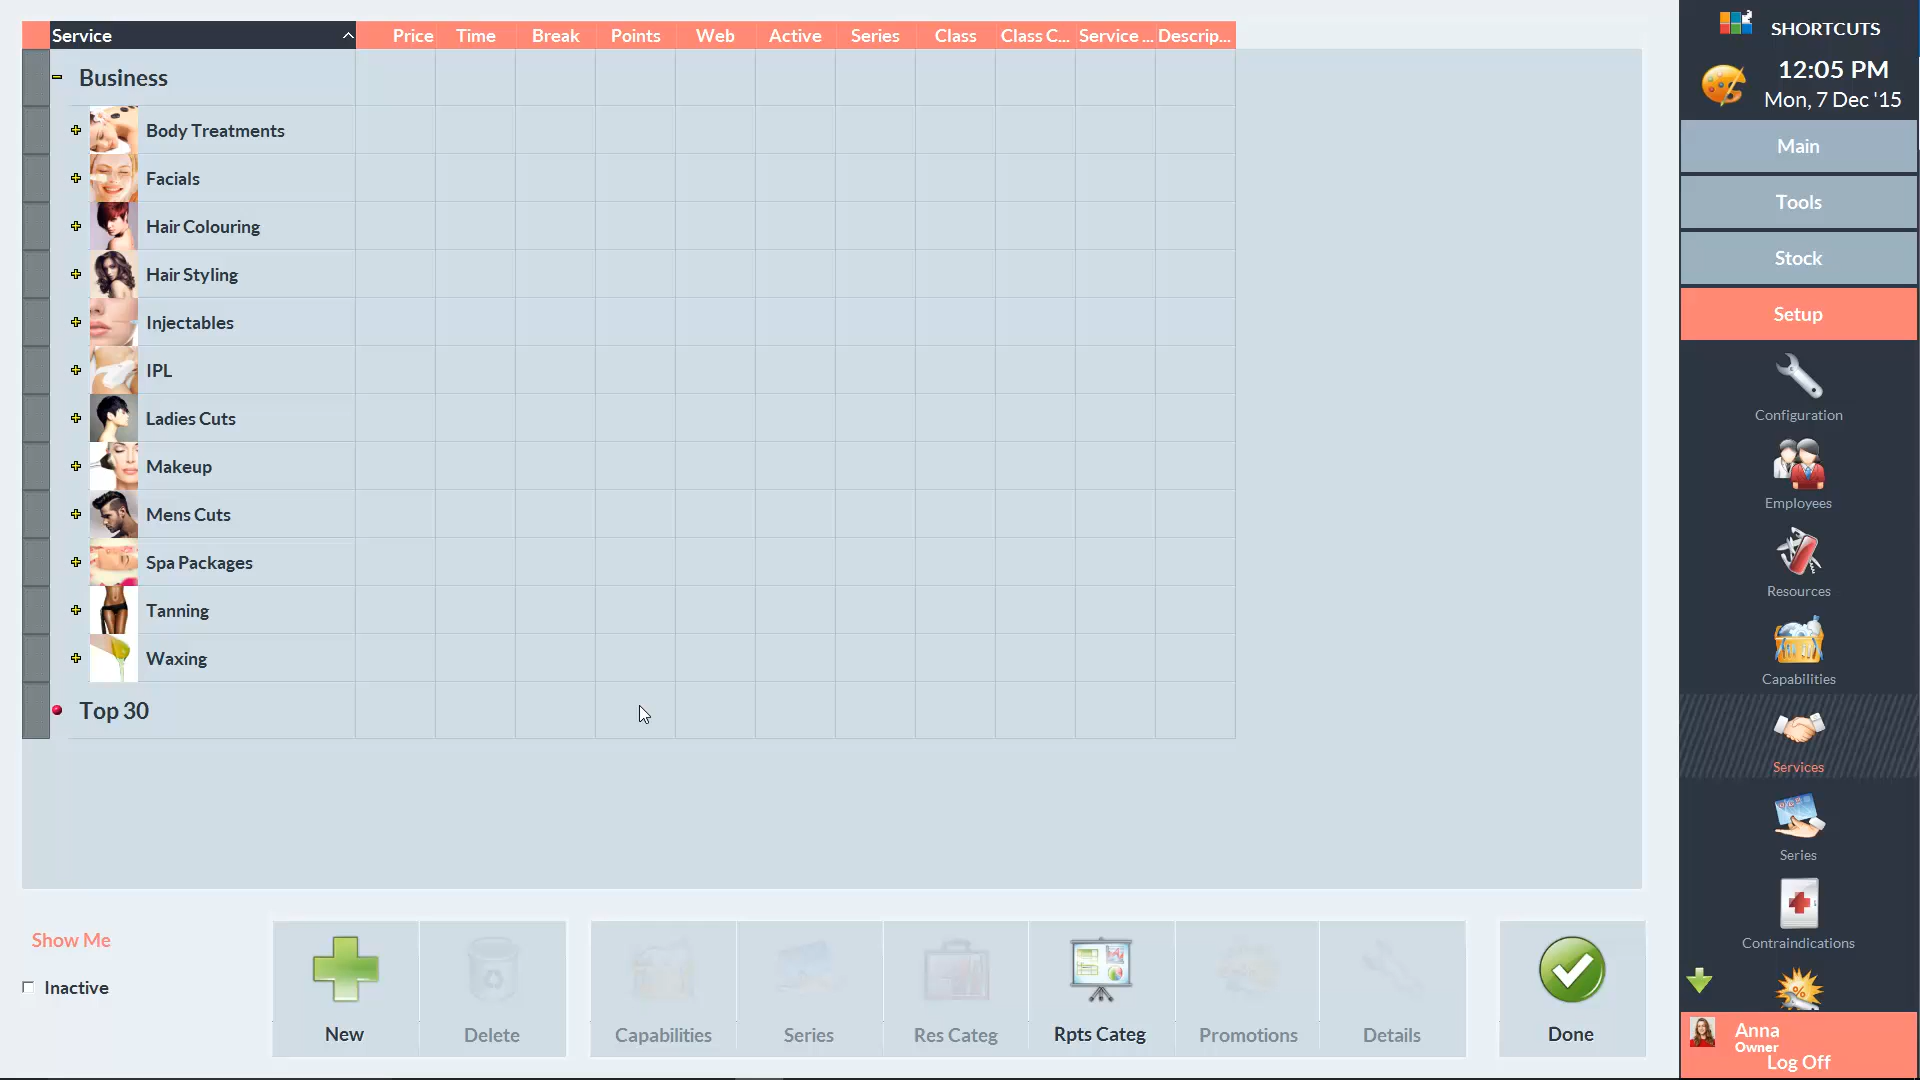 Service Price Time Break Points Web Active Series Class Class C... Service ... Descrip...
Business
Body Treatments
Facials
Hair Colouring
Hair Styling
Injectables
IPL
Ladies Cuts
Makeup
Mens Cuts
Spa Packages
Tanning
Waxing
Top 30
Show Me
Inactive
New
Delete
Capabilities
Series
Res Categ
Rpts Categ
Promotions
Details
Done
SHORTCUTS
12:05 PM
Mon, 7 Dec '15
Main
Tools
Stock
Setup
Configuration
Employees
Resources
Capabilities
Services
Series
Contraindications
Anna
Owner
Log Off